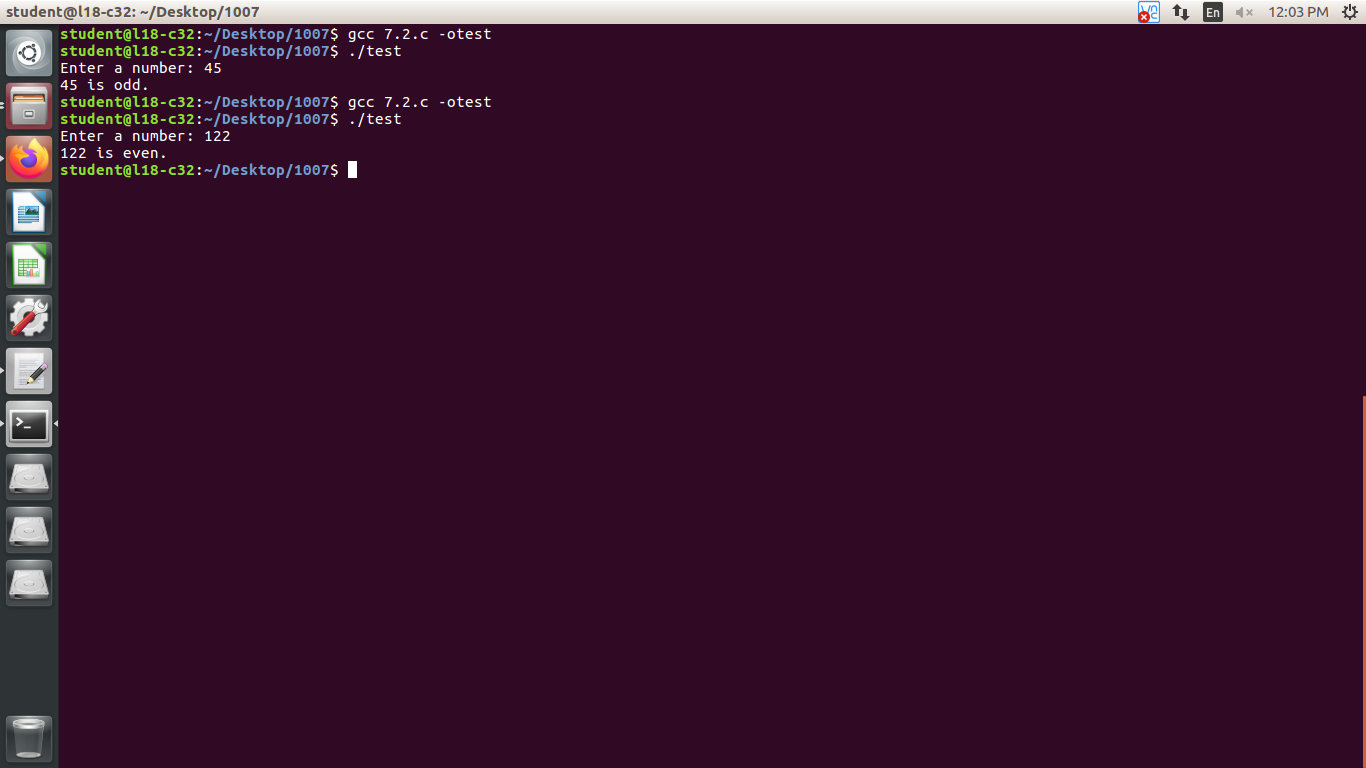 student@l18-c32: ~/Desktop/1007
En
12:03 PM
student@l18-c32:~/Desktop/1007$ gcc 7.2.c -otest
student@l18-c32:~/Desktop/1007$ ./test
Enter a number: 45
45 is odd.
student@l18-c32:~/Desktop/1007$ gcc 7.2.c -otest
student@l18-c32:~/Desktop/1007$ ./test
Enter a number: 122
122 is even.
student@l18-c32:~/Desktop/1007$
>_